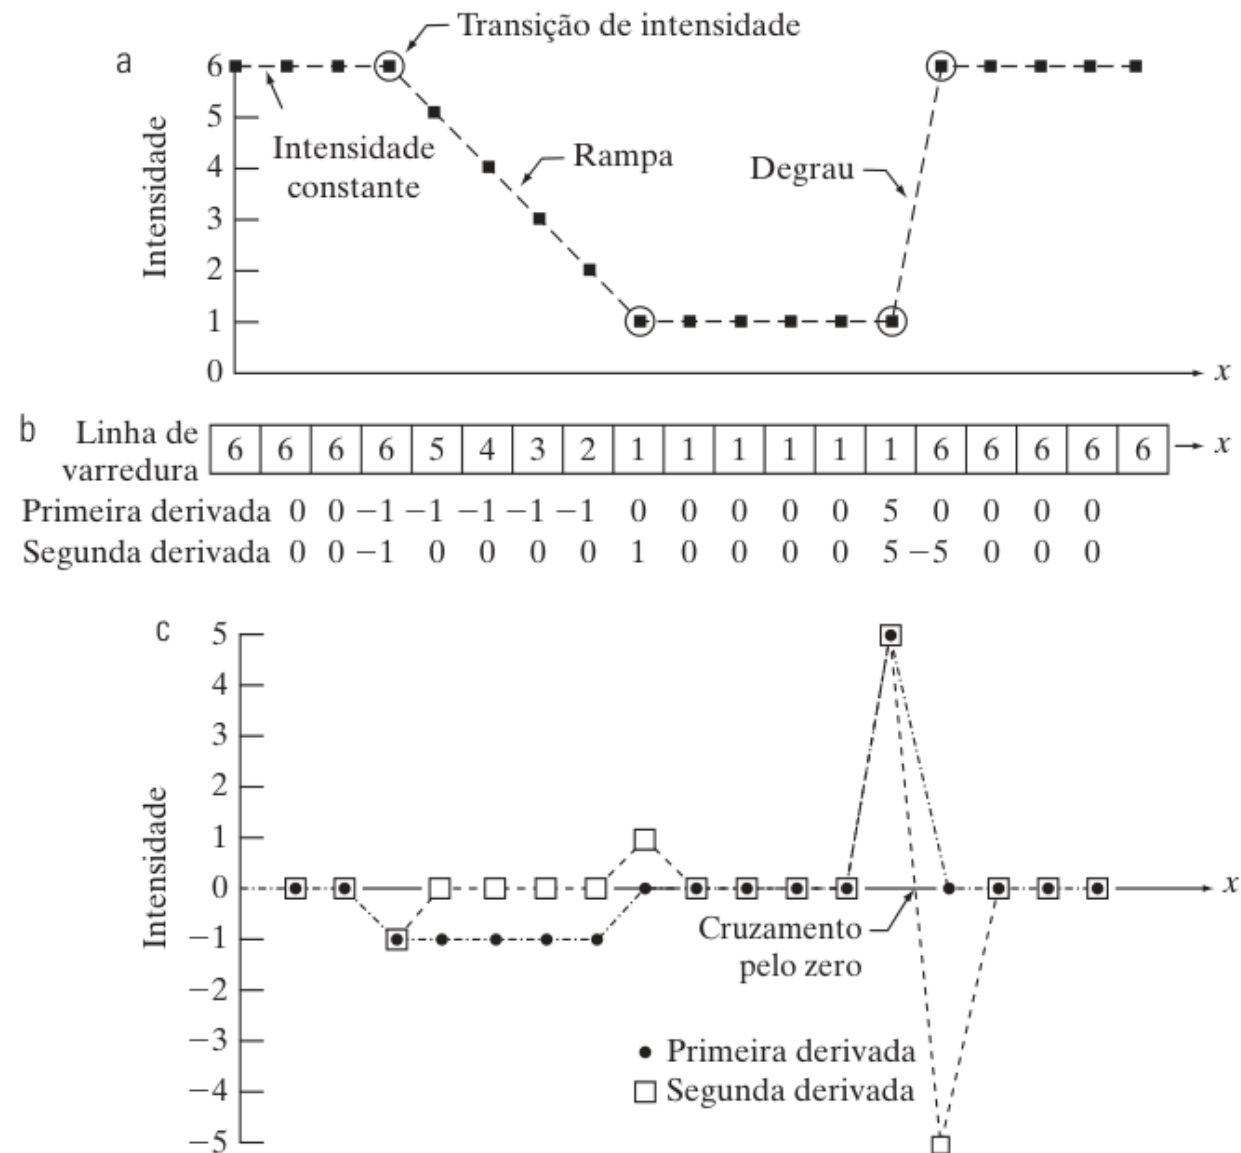 a
Transição de intensidade
6
5
4
3
2
1
0
Intensidade
Intensidade
constante
Rampa
Degrau
x
b
Linha de
varredura
6 6 6 6 5 4 3 2 1 1 1 1 1 1 6 6 6 6 6
x
Primeira derivada 0 0 −1 −1 −1 −1 −1 0 0 0 0 0 5 0 0 0 0
Segunda derivada 0 0 −1 0 0 0 0 1 0 0 0 0 5 −5 0 0 0
c
5
4
3
2
1
0
−1
−2
−3
−4
−5
Intensidade
x
Cruzamento
pelo zero
Primeira derivada
Segunda derivada